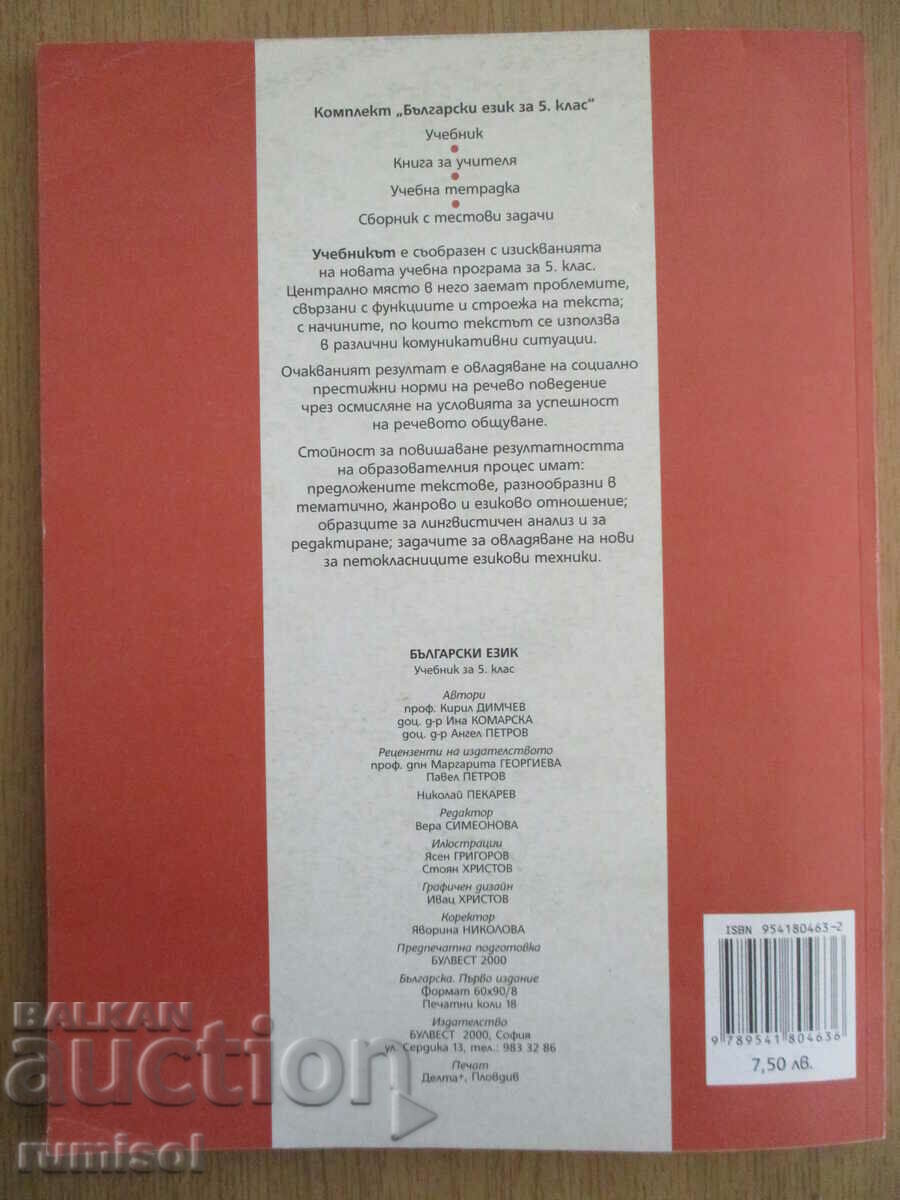 Комплект „Български език за 5. клас“
Учебник
Книга за учителя
Учебна тетрадка
Сборник с тестови задачи
Учебникът е съобразен с изискванията
на новата учебна програма за 5. клас.
Централно място в него заемат проблемите,
свързани с функциите и строежа на текста;
с начините, по които текстът се използва
в различни комуникативни ситуации.
Очакваният резултат е овладяване на социално
престижни норми на речево поведение
чрез осмисляне на условията за успешност
на речевото общуване.
Стойност за повишаване резултатността
на образователния процес имат:
предложените текстове, разнообразни в
тематично, жанрово и езиково отношение;
образците за лингвистичен анализ и за
редактиране; задачите за овладяване на нови
за петокласниците езикови техники.
БЪЛГАРСКИ ЕЗИК
Учебник за 5. клас
Автори
проф. Кирил ДИМЧЕВ
доц. д-р Ина КОМАРСКА
доц. д-р Ангел ПЕТРОВ
Рецензенти на издателството
проф. дпн Маргарита ГЕОРГИЕВА
Павел ПЕТРОВ
Николай ПЕКАРЕВ
Редактор
Вера СИМЕОНОВА
Илюстрации
Ясен ГРИГОРОВ
Стоян ХРИСТОВ
Графичен дизайн
Ивац ХРИСТОВ
Коректор
Яворина НИКОЛОВА
Предпечатна подготовка
БУЛВЕСТ 2000
Българска. Първо издание
Формат 60x90/8
Печатни коли 18
Издателство
БУЛВЕСТ 2000, София
ул. Сердика 13, тел.: 983 32 86
Печат
Делта+, Пловдив
ISBN 954180463-2
9 789541 804636
7,50 лв.
BALKAN
auction
rumisol